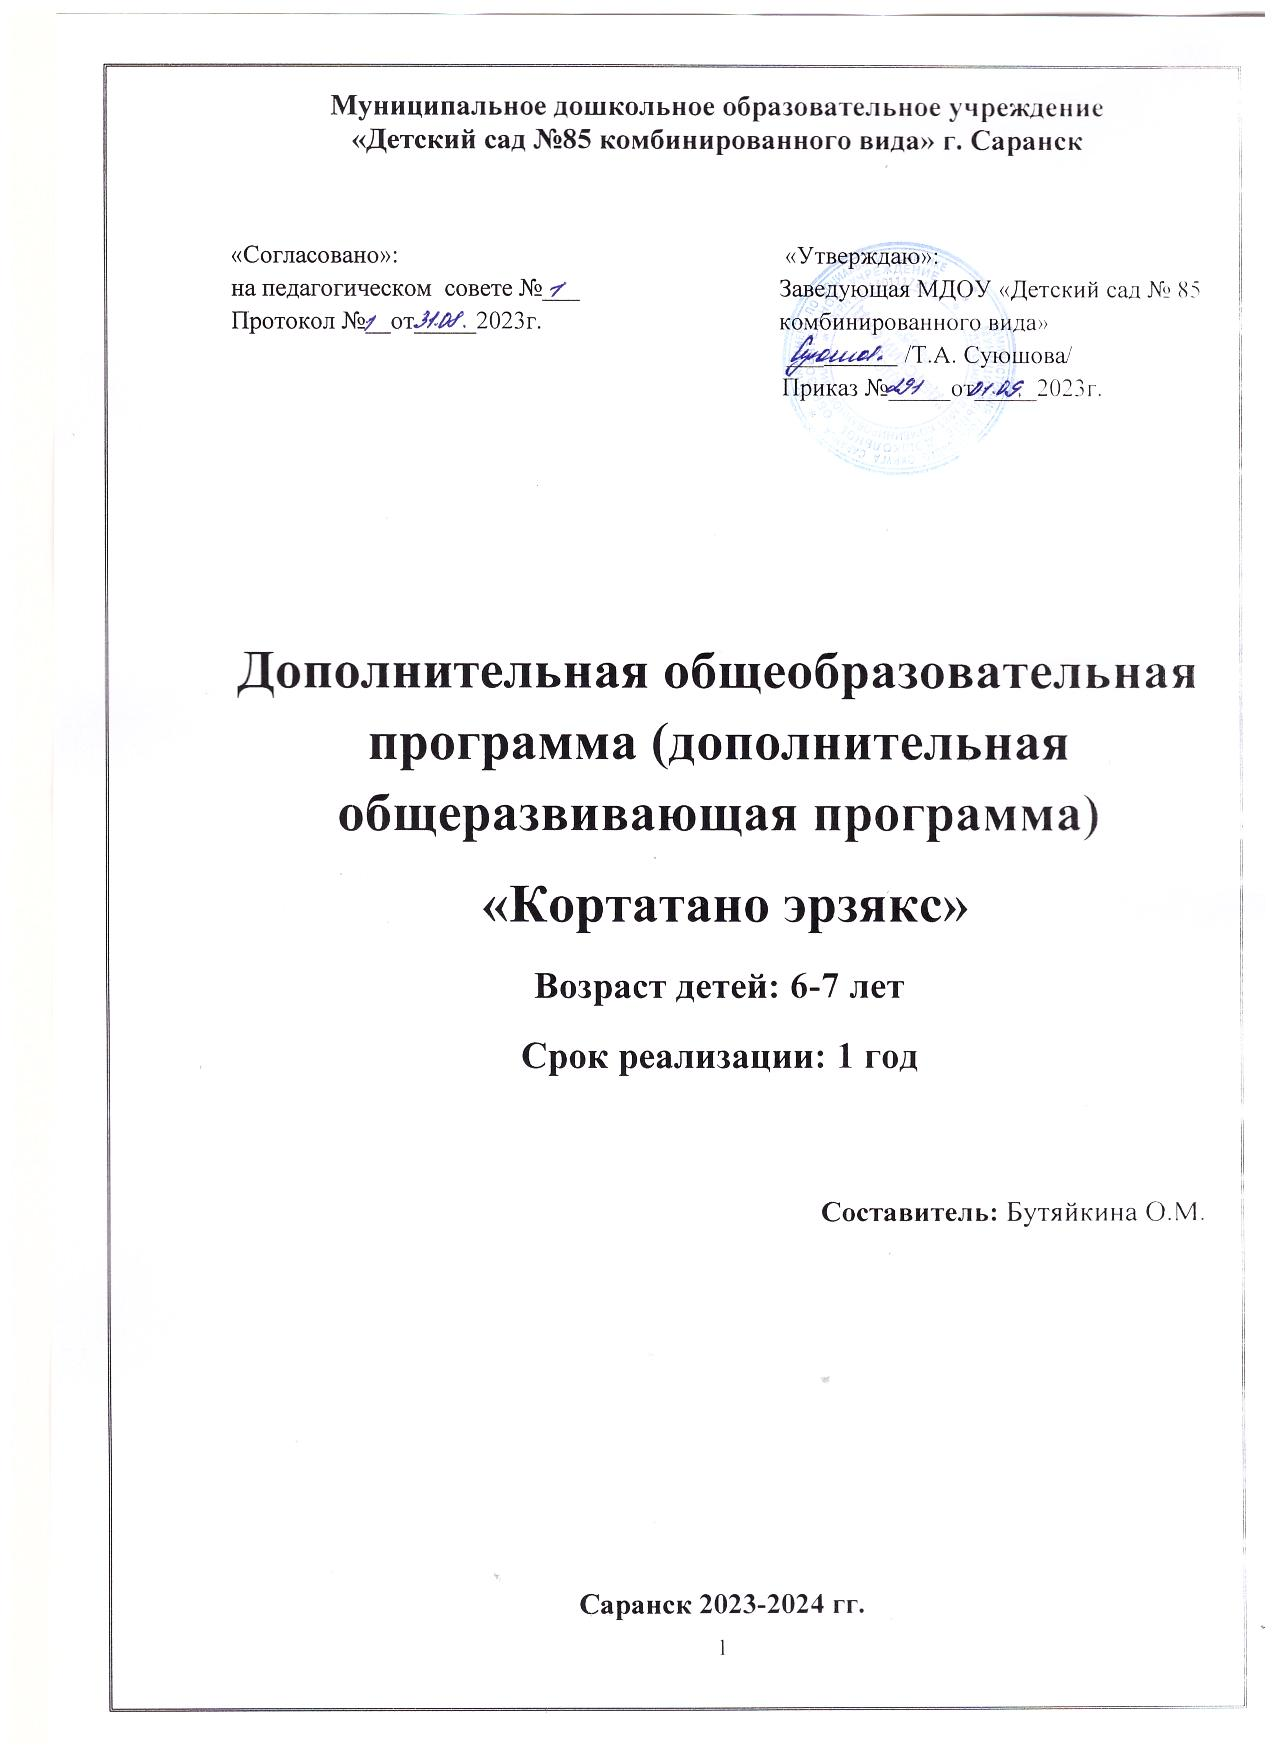 Муниципальное дошкольное образовательное учреждение
«Детский сад №85 комбинированного вида» г. Саранск
«Согласовано»:
на педагогическом совете № 1
Протокол №1 от 31.08. 2023г.
«Утверждаю»:
Заведующая МДОУ «Детский сад № 85
комбинированного вида»
/Т.А. Суюшова/
Приказ №291 от 01.09. 2023г.
Дополнительная общеобразовательная
программа (дополнительная
общеразвивающая программа)
«Кортатано эрзякс»
Возраст детей: 6-7 лет
Срок реализации: 1 год
Составитель: Бутяйкина О.М.
Саранск 2023-2024 гг.
1